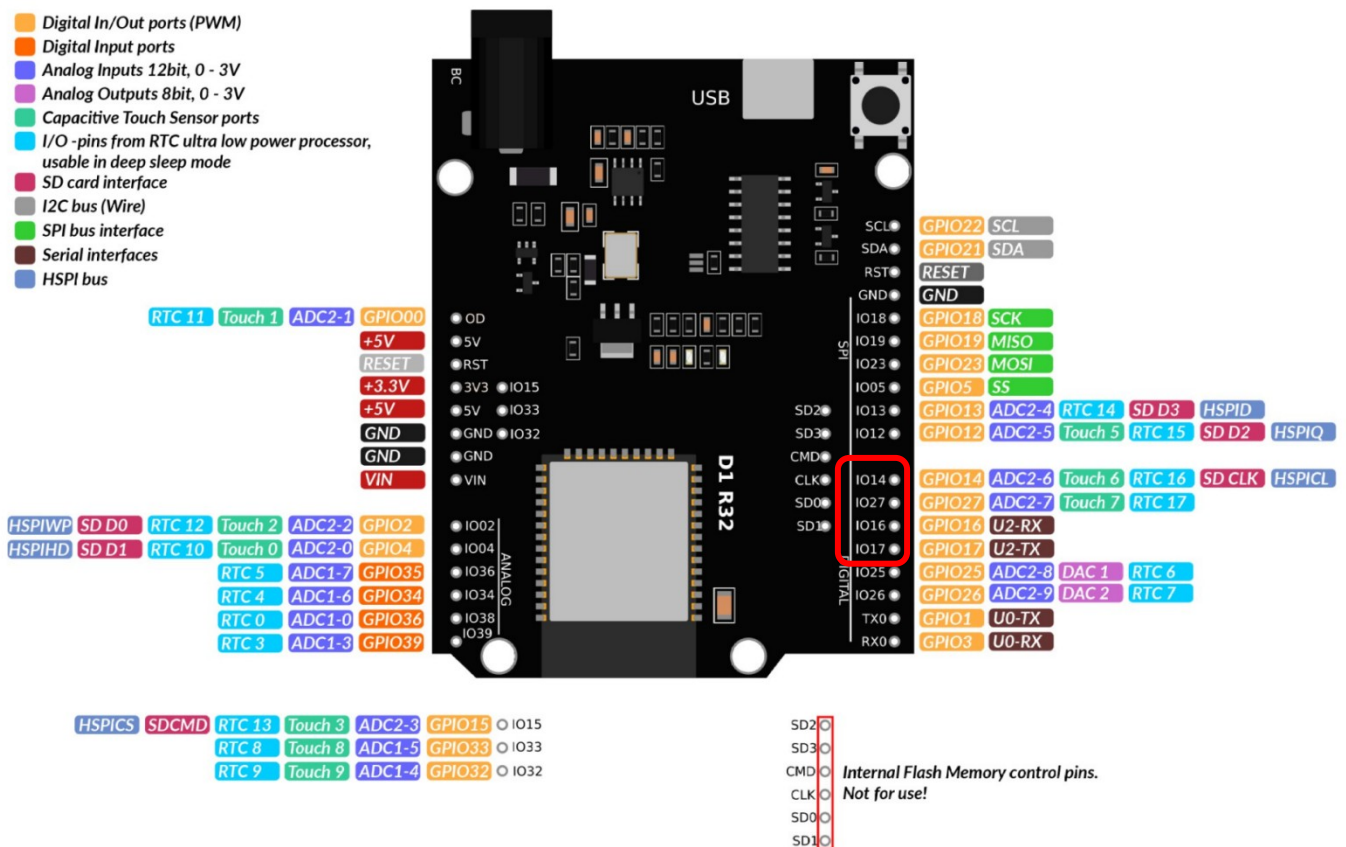 Digital In/Out ports (PWM)
Digital Input ports
Analog Inputs 12bit, 0 - 3V
Analog Outputs 8bit, 0 - 3V
Capacitive Touch Sensor ports
I/O -pins from RTC ultra low power processor,
usable in deep sleep mode
SD card interface
I2C bus (Wire)
SPI bus interface
Serial interfaces
HSPI bus
BC
USB
SCL GPIO22 SCL
SDA GPIO21 SDA
RST RESET
GND GND
RTC 11 Touch 1 ADC2-1 GPIO00 OD
+5V 5V
RESET RST
+3.3V 3V3 IO15
+5V 5V IO33
GND GND IO32
GND GND
VIN VIN
HSPIWP SD D0 RTC 12 Touch 2 ADC2-2 GPIO2 IO02
HSPIHD SD D1 RTC 10 Touch 0 ADC2-0 GPIO4 IO04
RTC 5 ADC1-7 GPIO35 IO36
RTC 4 ADC1-6 GPIO34 IO34
RTC 0 ADC1-0 GPIO36 IO38
RTC 3 ADC1-3 GPIO39 IO39
ANALOG
D1 R32
SD2
SD3
CMD
CLK
SD0
SD1
SPI
IO18 GPIO18 SCK
IO19 GPIO19 MISO
IO23 GPIO23 MOSI
IO05 GPIO5 SS
IO13 GPIO13 ADC2-4 RTC 14 SD D3 HSPID
IO12 GPIO12 ADC2-5 Touch 5 RTC 15 SD D2 HSPIQ
IO14 GPIO14 ADC2-6 Touch 6 RTC 16 SD CLK HSPICL
IO27 GPIO27 ADC2-7 Touch 7 RTC 17
IO16 GPIO16 U2-RX
IO17 GPIO17 U2-TX
IO25 GPIO25 ADC2-8 DAC 1 RTC 6
IO26 GPIO26 ADC2-9 DAC 2 RTC 7
TX0 GPIO1 U0-TX
RX0 GPIO3 U0-RX
DIGITAL
HSPICS SDCMD RTC 13 Touch 3 ADC2-3 GPIO15 IO15
RTC 8 Touch 8 ADC1-5 GPIO33 IO33
RTC 9 Touch 9 ADC1-4 GPIO32 IO32
SD2
SD3
CMD
CLK
SD0
SD1
Internal Flash Memory control pins.
Not for use!